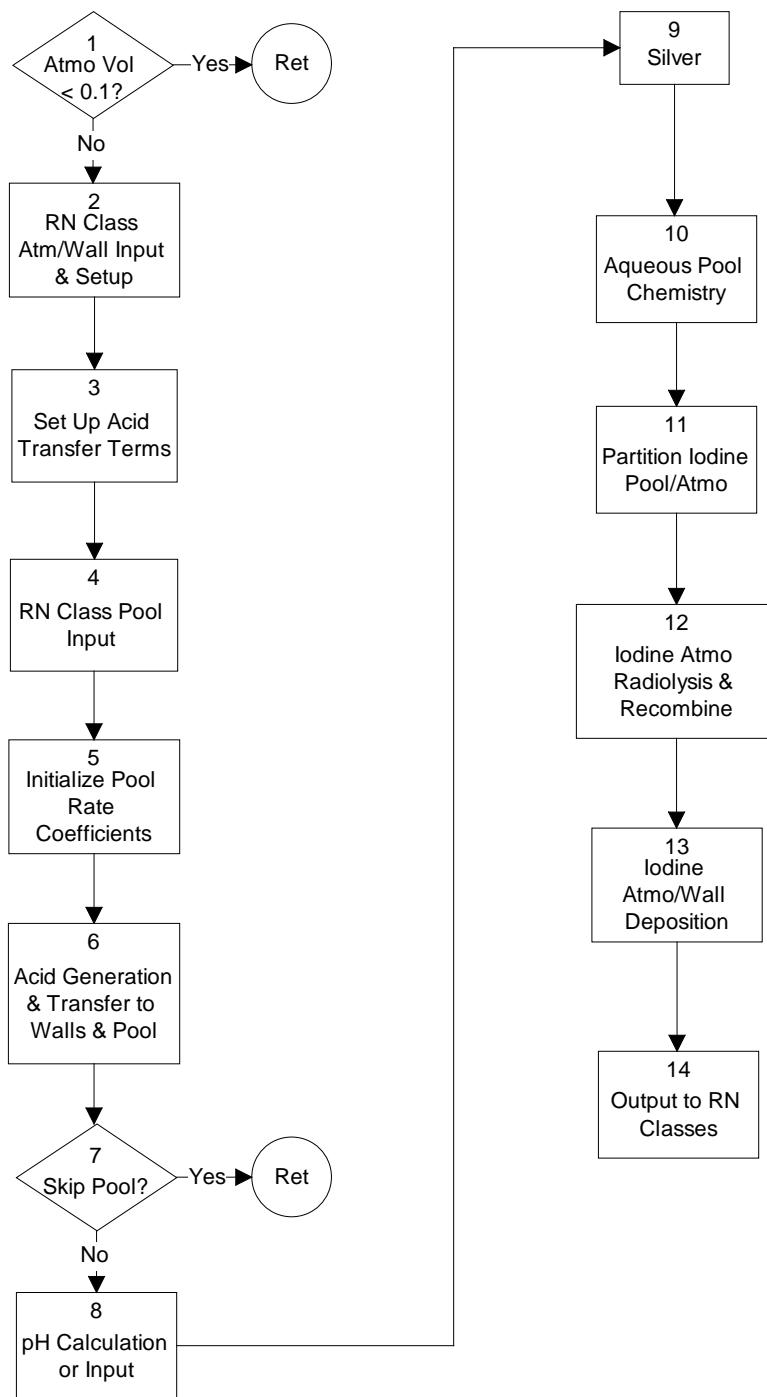 1
Atmo Vol
< 0.1?
Yes
Ret
No
2
RN Class
Atm/Wall Input
& Setup
3
Set Up Acid
Transfer Terms
4
RN Class Pool
Input
5
Initialize Pool
Rate
Coefficients
6
Acid Generation
& Transfer to
Walls & Pool
7
Skip Pool?
Yes
Ret
No
8
pH Calculation
or Input
9
Silver
10
Aqueous Pool
Chemistry
11
Partition Iodine
Pool/Atmo
12
Iodine Atmo
Radiolysis &
Recombine
13
Iodine
Atmo/Wall
Deposition
14
Output to RN
Classes